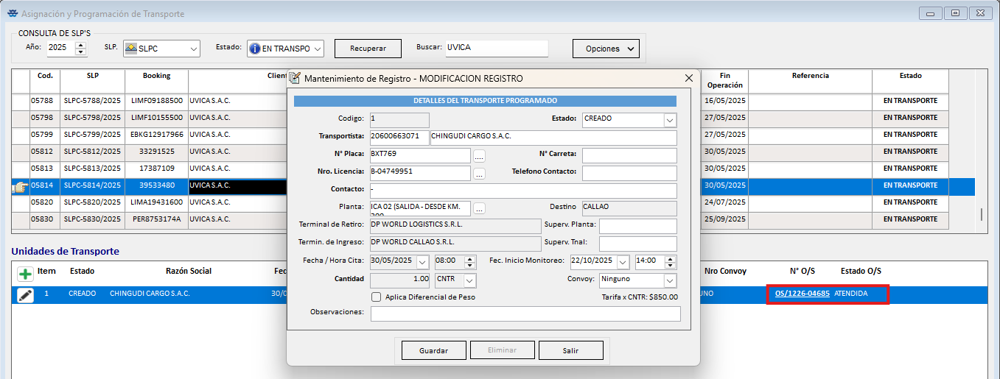 Asignación y Programación de Transporte
CONSULTA DE SLP'S
Año: 2025 SLP. SLPC Estado: EN TRANSPO Recuperar Buscar: UVICA Opciones
Cod. SLP Booking Client Fin Operación Referencia Estado
05788 SLPC-5788/2025 LIMF09188500 UVICA S.A.C. 16/05/2025 EN TRANSPORTE
05798 SLPC-5798/2025 LIMF10155500 UVICA S.A.C. 27/05/2025 EN TRANSPORTE
05799 SLPC-5799/2025 EBKG12917966 UVICA S.A.C. 27/05/2025 EN TRANSPORTE
05812 SLPC-5812/2025 33291525 UVICA S.A.C. 30/05/2025 EN TRANSPORTE
05813 SLPC-5813/2025 17387109 UVICA S.A.C. 30/05/2025 EN TRANSPORTE
05814 SLPC-5814/2025 39533480 UVICA S.A.C. 30/05/2025 EN TRANSPORTE
05820 SLPC-5820/2025 LIMA19431600 UVICA S.A.C. 24/07/2025 EN TRANSPORTE
05830 SLPC-5830/2025 PER8753174A UVICA S.A.C. 25/09/2025 EN TRANSPORTE
Unidades de Transporte
Item Estado Razón Social Fec Nro Convoy N° O/S Estado O/S
1 CREADO CHINGUDI CARGO S.A.C. 30/0 UNO OS/1226-04685 ATENDIDA
Mantenimiento de Registro - MODIFICACION REGISTRO
DETALLES DEL TRANSPORTE PROGRAMADO
Codigo: 1 Estado: CREADO
Transportista: 20600663071 CHINGUDI CARGO S.A.C.
N° Placa: BXT769 .... N° Carreta:
Nro. Licencia: B-04749951 ... Telefono Contacto:
Contacto: -
Planta: ICA 02 (SALIDA - DESDE KM. ... Destino CALLAO
Terminal de Retiro: DP WORLD LOGISTICS S.R.L. Superv. Planta:
Termin. de Ingreso: DP WORLD CALLAO S.R.L. Superv. Tnal:
Fecha / Hora Cita: 30/05/2025 08:00 Fec. Inicio Monitoreo: 22/10/2025 14:00
Cantidad 1.00 CNTR Convoy: Ninguno
Aplica Diferencial de Peso Tarifa x CNTR: $850.00
Observaciones:
Guardar Eliminar Salir